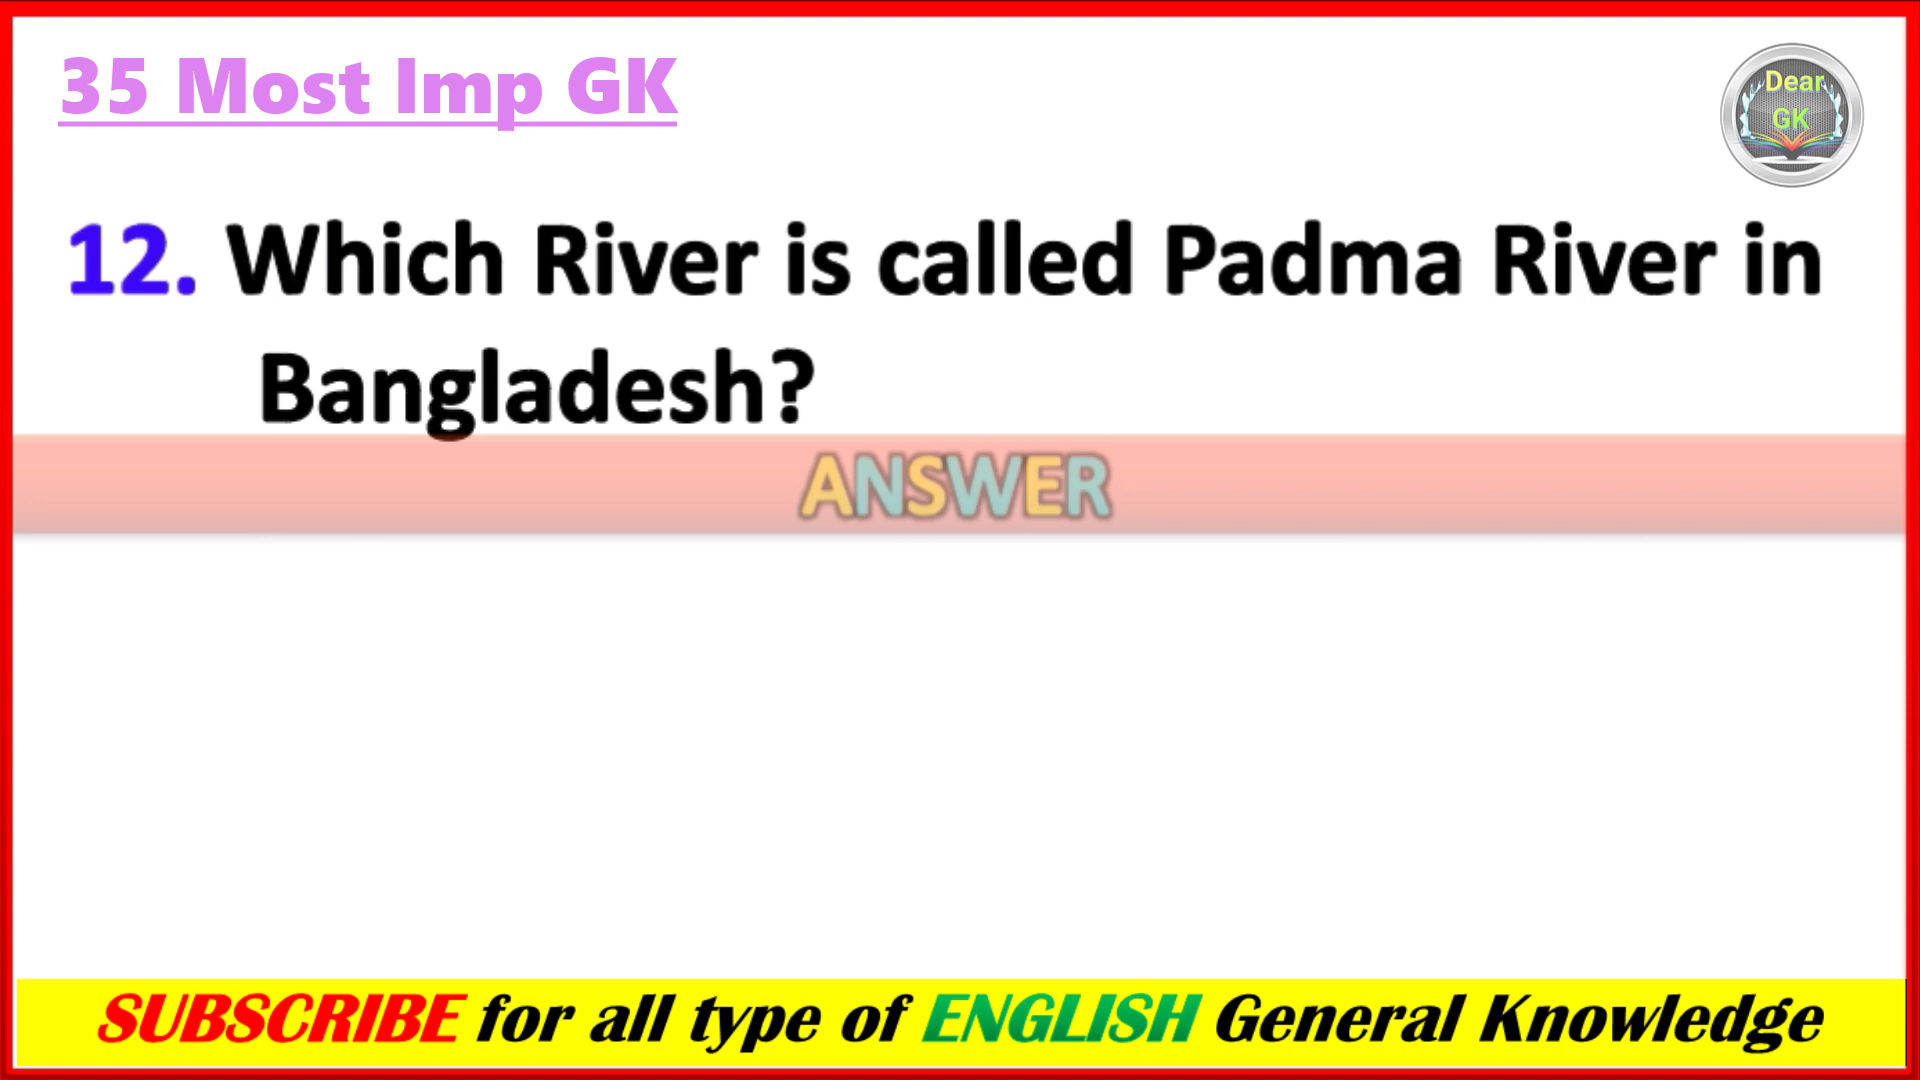 35 Most Imp GK
Dear
GK
12. Which River is called Padma River in
Bangladesh?
ANSWER
SUBSCRIBE for all type of ENGLISH General Knowledge